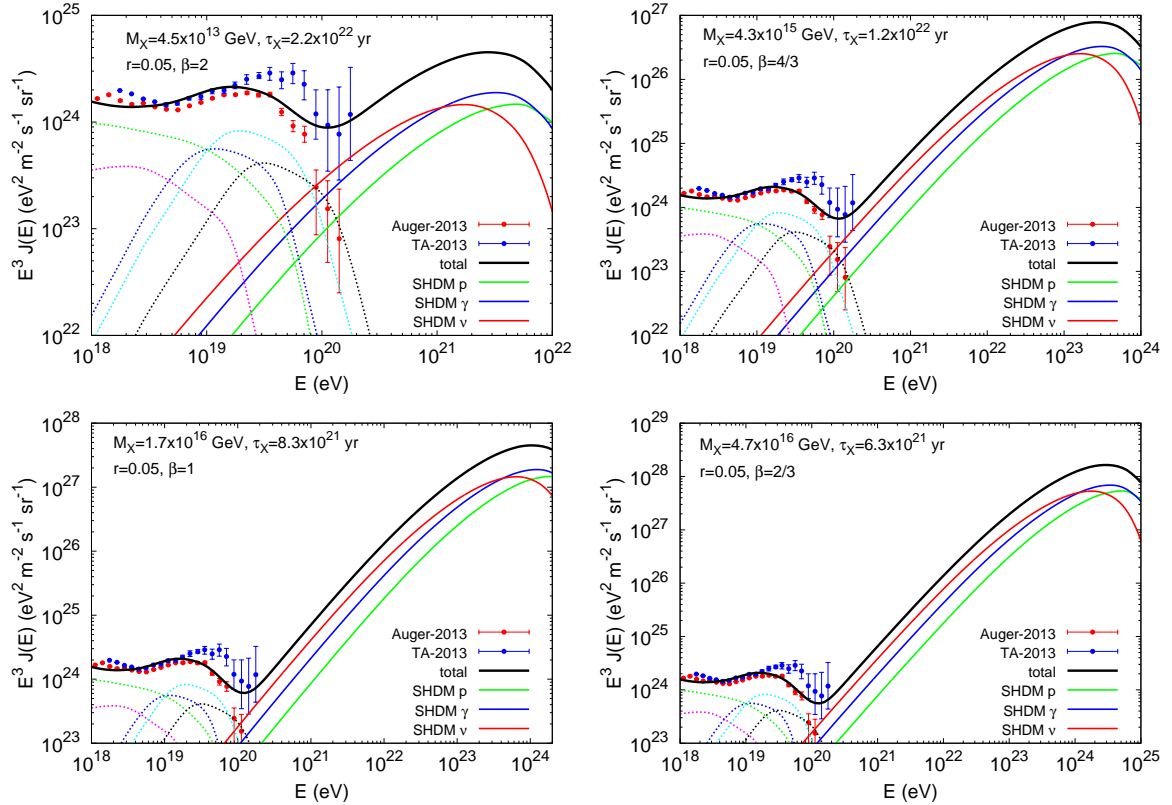 10^25
10^24
10^23
10^22
E^3 J(E) (eV^2 m^-2 s^-1 sr^-1)
M_X=4.5x10^13 GeV, τ_X=2.2x10^22 yr
r=0.05, β=2
Auger-2013
TA-2013
total
SHDM p
SHDM γ
SHDM ν
10^18 10^19 10^20 10^21 10^22
E (eV)
10^27
10^26
10^25
10^24
10^23
10^22
E^3 J(E) (eV^2 m^-2 s^-1 sr^-1)
M_X=4.3x10^15 GeV, τ_X=1.2x10^22 yr
r=0.05, β=4/3
Auger-2013
TA-2013
total
SHDM p
SHDM γ
SHDM ν
10^18 10^19 10^20 10^21 10^22 10^23 10^24
E (eV)
10^28
10^27
10^26
10^25
10^24
10^23
E^3 J(E) (eV^2 m^-2 s^-1 sr^-1)
M_X=1.7x10^16 GeV, τ_X=8.3x10^21 yr
r=0.05, β=1
Auger-2013
TA-2013
total
SHDM p
SHDM γ
SHDM ν
10^18 10^19 10^20 10^21 10^22 10^23 10^24
E (eV)
10^29
10^28
10^27
10^26
10^25
10^24
10^23
E^3 J(E) (eV^2 m^-2 s^-1 sr^-1)
M_X=4.7x10^16 GeV, τ_X=6.3x10^21 yr
r=0.05, β=2/3
Auger-2013
TA-2013
total
SHDM p
SHDM γ
SHDM ν
10^18 10^19 10^20 10^21 10^22 10^23 10^24 10^25
E (eV)